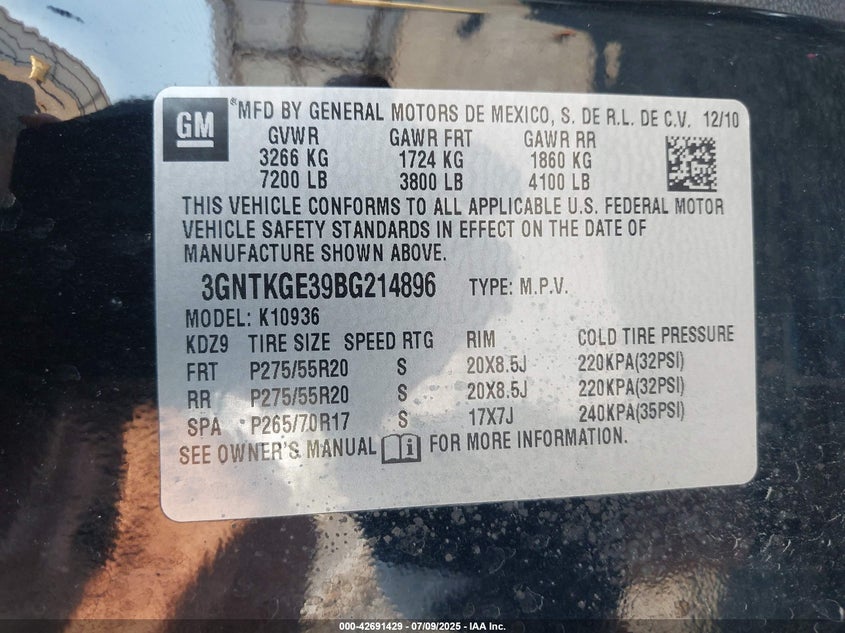 GM
® MFD BY GENERAL MOTORS DE MEXICO, S. DE R.L. DE C.V. 12/10
GVWR GAWR FRT GAWR RR
3266 KG 1724 KG 1860 KG
7200 LB 3800 LB 4100 LB
THIS VEHICLE CONFORMS TO ALL APPLICABLE U.S. FEDERAL MOTOR
VEHICLE SAFETY STANDARDS IN EFFECT ON THE DATE OF
MANUFACTURE SHOWN ABOVE.
3GNTKGE39BG214896 TYPE: M.P.V.
MODEL: K10936
KDZ9 TIRE SIZE SPEED RTG RIM COLD TIRE PRESSURE
FRT P275/55R20 S 20X8.5J 220KPA(32PSI)
RR P275/55R20 S 20X8.5J 220KPA(32PSI)
SPA P265/70R17 S 17X7J 240KPA(35PSI)
SEE OWNER'S MANUAL i FOR MORE INFORMATION.
000-42691429 - 07/09/2025 - IAA Inc.